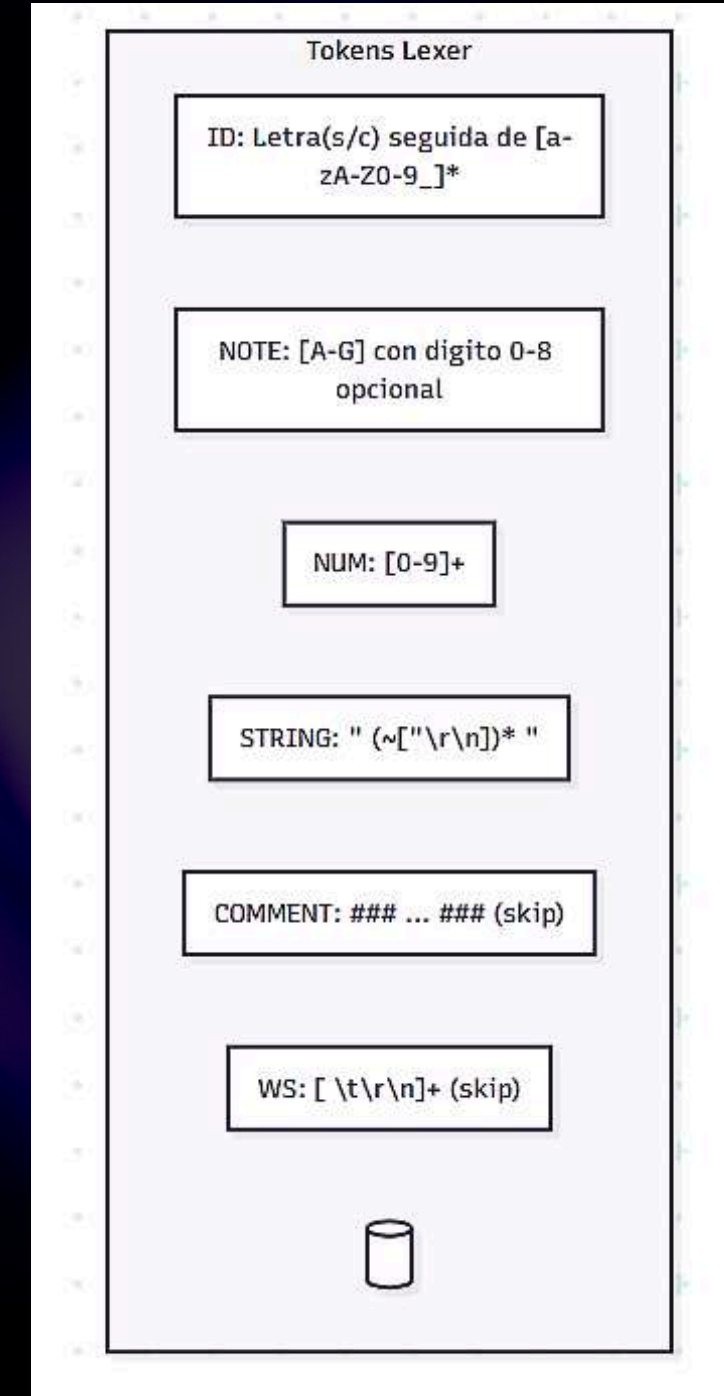 Tokens Lexer
ID: Letra(s/c) seguida de [a-
zA-Z0-9_]*
NOTE: [A-G] con digito 0-8
opcional
NUM: [0-9]+
STRING: " (~["\r\n])* "
COMMENT: ### ... ### (skip)
WS: [ \t\r\n]+ (skip)